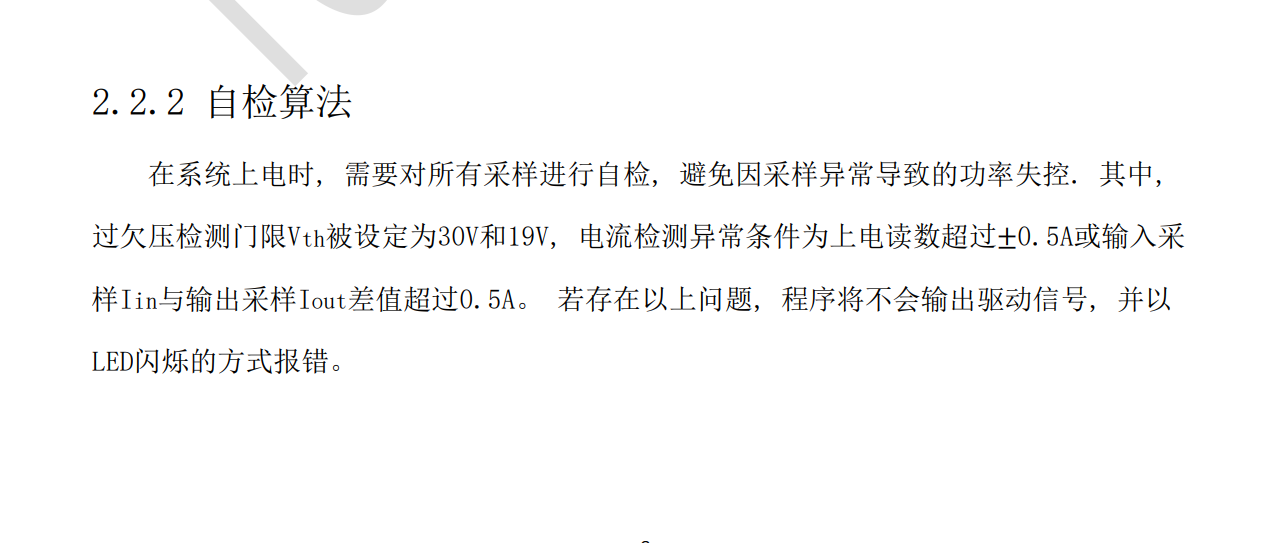 2.2.2 自检算法
在系统上电时, 需要对所有采样进行自检, 避免因采样异常导致的功率失控. 其中,
过欠压检测门限Vth被设定为30V和19V, 电流检测异常条件为上电读数超过±0.5A或输入采
样Iin与输出采样Iout差值超过0.5A。 若存在以上问题, 程序将不会输出驱动信号, 并以
LED闪烁的方式报错。